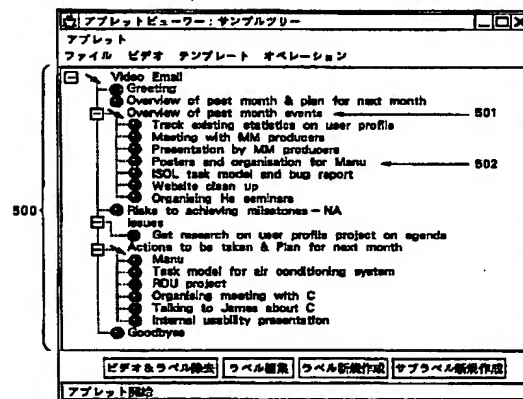 アプレットビューワー：サンプルツリー
アプレット
ファイル ビデオ テンプレート オペレーション
Video Email
Greeting
Overview of past month & plan for next month
Overview of past month events
501
Track existing statistics on user profile
Meeting with MM producers
Presentation by MM producers
Posters and organisation for Manu
502
ISOL task model and bug report
Website clean up
Organising He seminars
500
Risks to achieving milestones - NA
Issues
Get research on user profile project on agenda
Actions to be taken & Plan for next month
Manu
Task model for air conditioning system
RDU project
Organising meeting with C
Talking to James about C
Internal usability presentation
Goodbyes
ビデオ&ラベル除去 ラベル編集 ラベル新規作成 サブラベル新規作成
アプレット開始